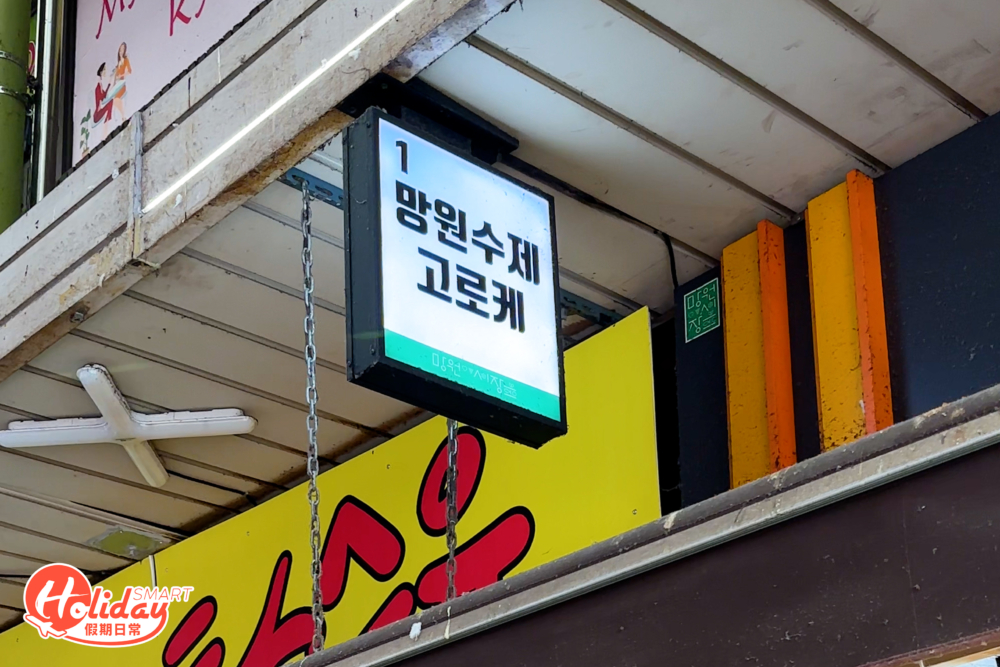 1
망원수제
고로케
망원시장
망원
시장
Holiday
SMART
假期日常